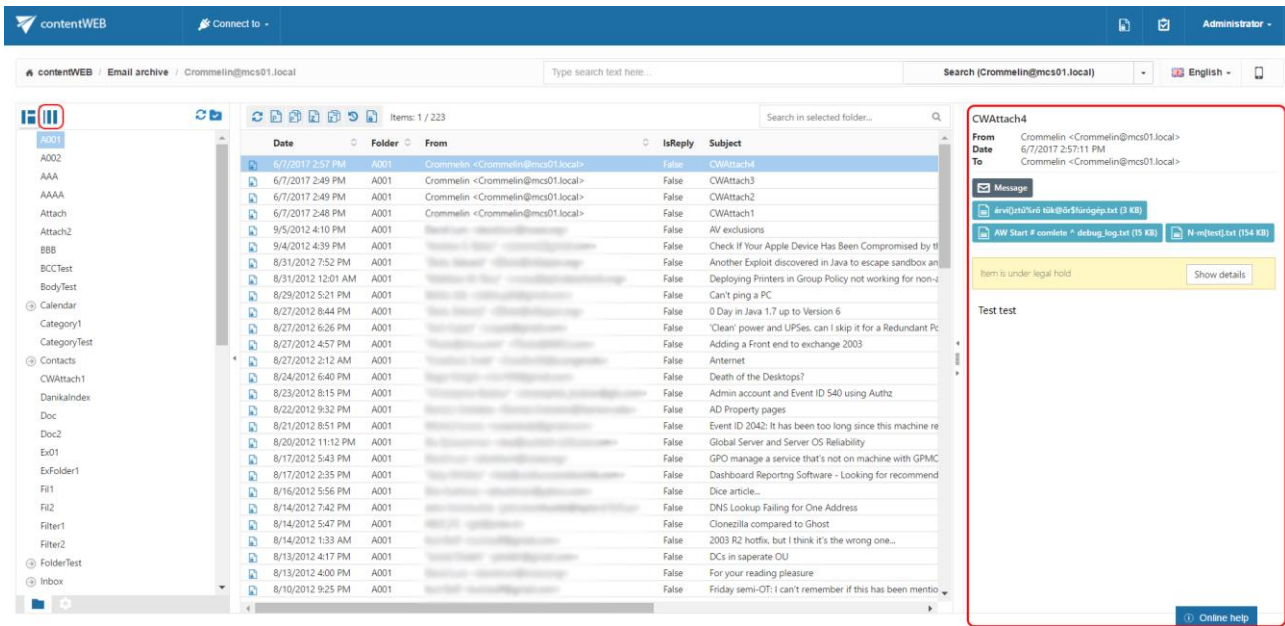 contentWEB Connect to Administrator
contentWEB / Email archive / Crommelin@mcs01.local Type search text here... Search (Crommelin@mcs01.local) English
Items: 1 / 223 Search in selected folder...
A001
A002
AAA
AAAA
Attach
Attach2
BBB
BCCTest
BodyTest
Calendar
Category1
CategoryTest
Contacts
CWAttach1
DanikaIndex
Doc
Doc2
Ex01
ExFolder1
Fil1
Fil2
Filter1
Filter2
FolderTest
Inbox
Date Folder From IsReply Subject
6/7/2017 2:57 PM A001 Crommelin <Crommelin@mcs01.local> False CWAttach4
6/7/2017 2:49 PM A001 Crommelin <Crommelin@mcs01.local> False CWAttach3
6/7/2017 2:49 PM A001 Crommelin <Crommelin@mcs01.local> False CWAttach2
6/7/2017 2:48 PM A001 Crommelin <Crommelin@mcs01.local> False CWAttach1
9/5/2012 4:10 PM A001 False AV exclusions
9/4/2012 4:39 PM A001 False Check If Your Apple Device Has Been Compromised by
8/31/2012 7:52 PM A001 False Another Exploit discovered in Java to escape sandbox an
8/31/2012 12:01 AM A001 False Deploying Printers in Group Policy not working for non-a
8/29/2012 5:21 PM A001 False Can't ping a PC
8/27/2012 8:44 PM A001 False 0 Day in Java 1.7 up to Version 6
8/27/2012 6:26 PM A001 False 'Clean' power and UPSes. can I skip it for a Redundant Pc
8/27/2012 4:57 PM A001 False Adding a Front end to exchange 2003
8/27/2012 2:12 AM A001 False Anternet
8/24/2012 6:40 PM A001 False Death of the Desktops?
8/23/2012 8:15 PM A001 False Admin account and Event ID 540 using Authz
8/22/2012 9:32 PM A001 False AD Property pages
8/21/2012 8:51 PM A001 False Event ID 2042: It has been too long since this machine re
8/20/2012 11:12 PM A001 False Global Server and Server OS Reliability
8/17/2012 5:43 PM A001 False GPO manage a service that's not on machine with GPMC
8/17/2012 2:35 PM A001 False Dashboard Reportng Software - Looking for recommend
8/16/2012 5:56 PM A001 False Dice article...
8/14/2012 7:42 PM A001 False DNS Lookup Failing for One Address
8/14/2012 5:47 PM A001 False Clonezilla compared to Ghost
8/14/2012 1:33 AM A001 False 2003 R2 hotfix, but I think it's the wrong one...
8/13/2012 4:17 PM A001 False DCs in saperate OU
8/13/2012 4:00 PM A001 False For your reading pleasure
8/10/2012 9:25 PM A001 False Friday semi-OT: I can't remember if this has been mentio
CWAttach4
From Crommelin <Crommelin@mcs01.local>
Date 6/7/2017 2:57:11 PM
To Crommelin <Crommelin@mcs01.local>
Message
árví()ztű%rő tük@ör$fúrógép.txt (3 KB)
AW Start # comlete ^ debug_log.txt (15 KB) N-m[test].txt (154 KB)
Item is under legal hold Show details
Test test
Online help